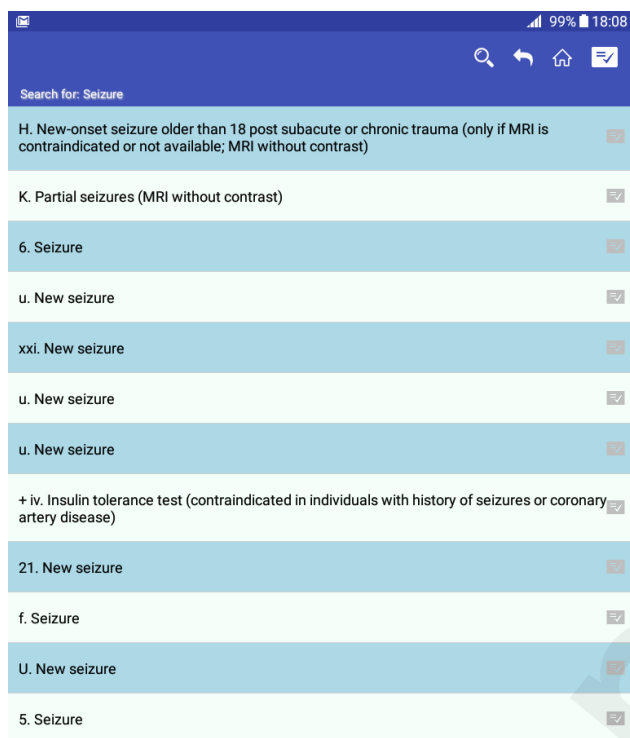 99% 18:08
Search for: Seizure
H. New-onset seizure older than 18 post subacute or chronic trauma (only if MRI is
contraindicated or not available; MRI without contrast)
K. Partial seizures (MRI without contrast)
6. Seizure
u. New seizure
xxi. New seizure
u. New seizure
u. New seizure
+ iv. Insulin tolerance test (contraindicated in individuals with history of seizures or coronary
artery disease)
21. New seizure
f. Seizure
U. New seizure
5. Seizure